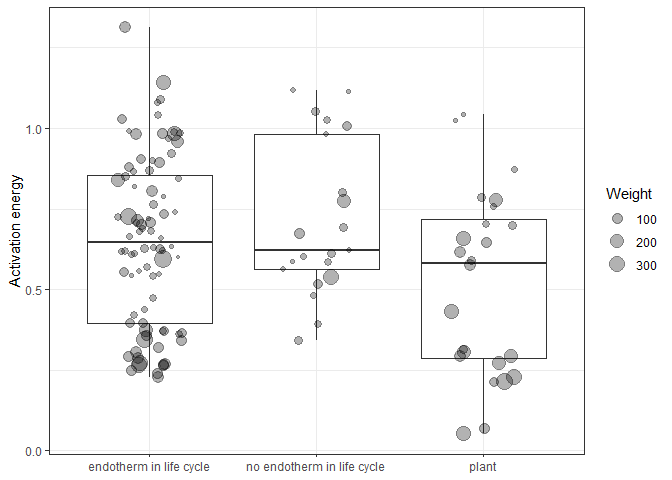 Activation energy
1.0
0.5
0.0
endotherm in life cycle
no endotherm in life cycle
plant
Weight
100
200
300